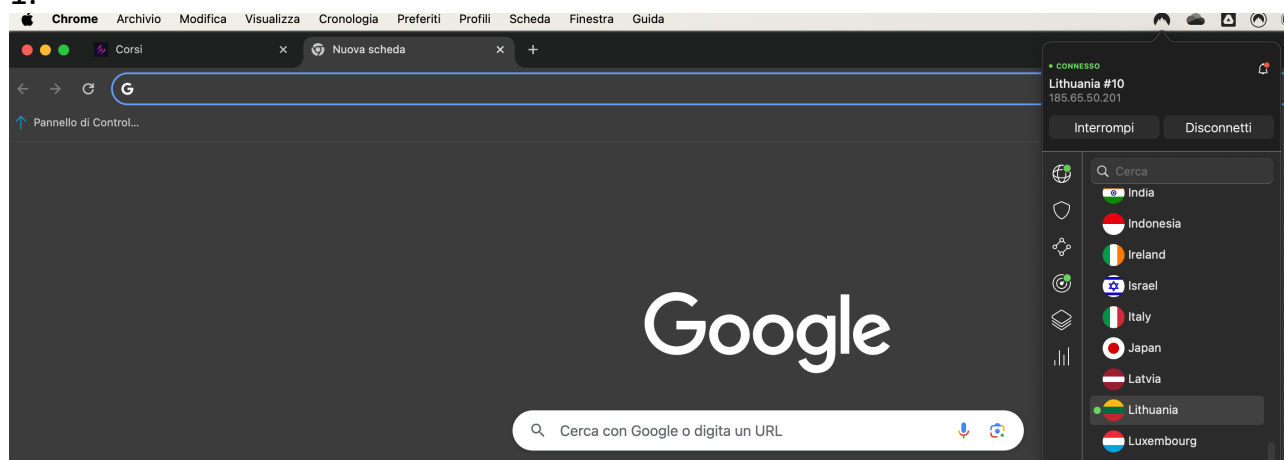 1.
Chrome Archivio Modifica Visualizza Cronologia Preferiti Profili Scheda Finestra Guida
Corsi
Nuova scheda
G
Pannello di Control...
CONNESSO
Lithuania #10
185.65.50.201
Interrompi Disconnetti
Cerca
India
Indonesia
Ireland
Israel
Italy
Japan
Latvia
Lithuania
Luxembourg
Google
Cerca con Google o digita un URL